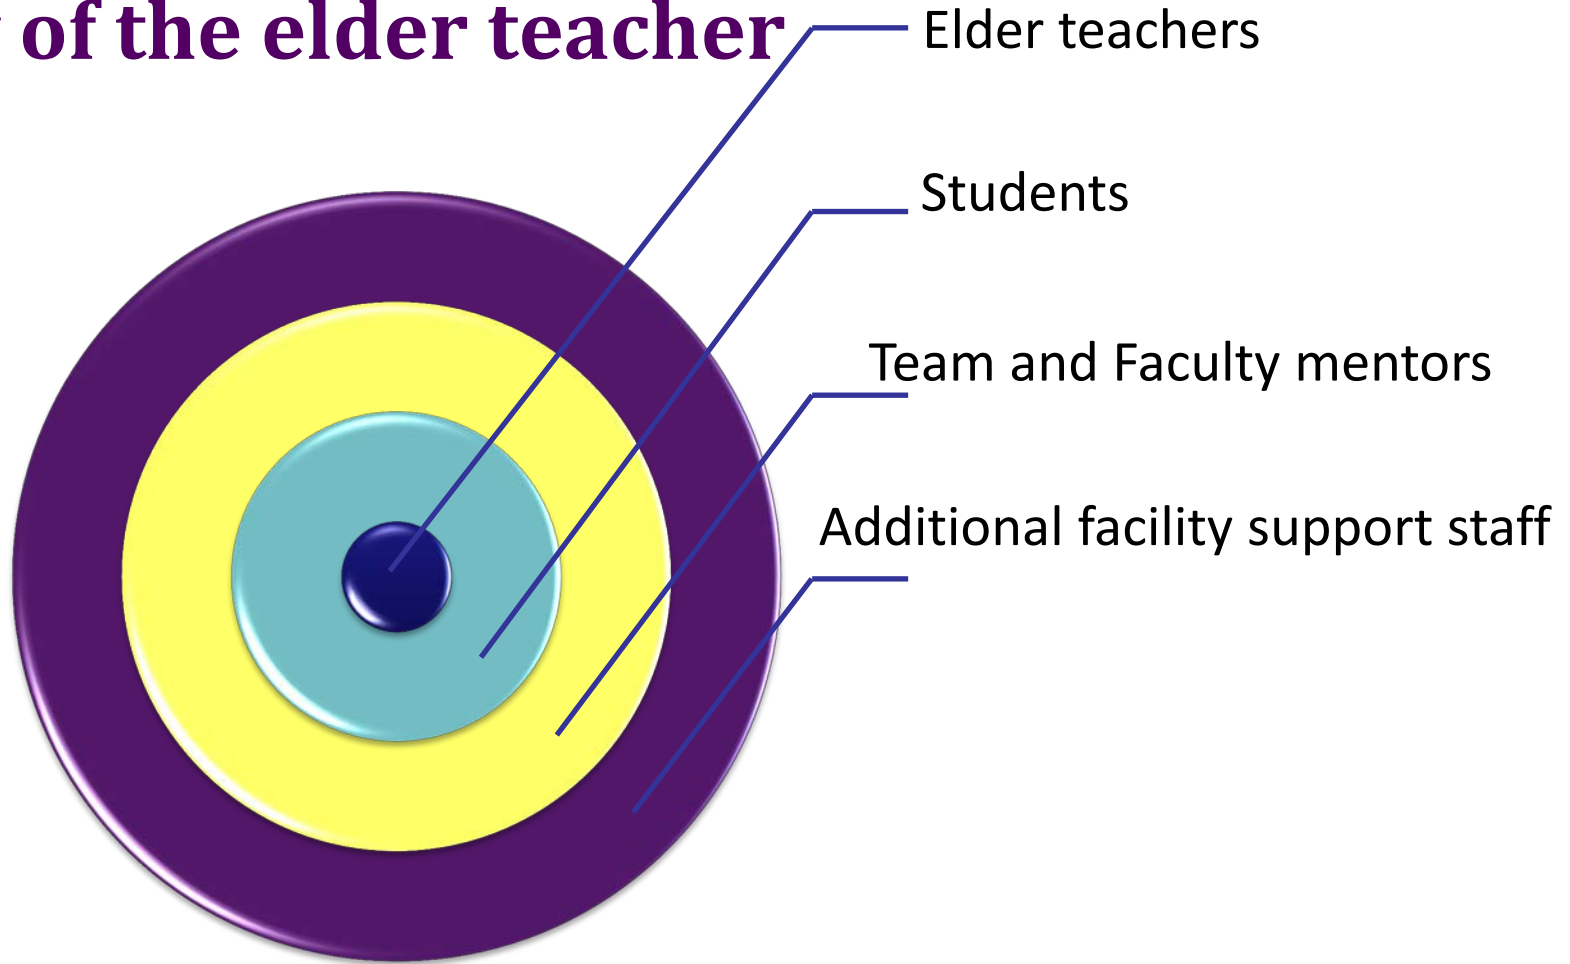 of the elder teacher
Elder teachers
Students
Team and Faculty mentors
Additional facility support staff